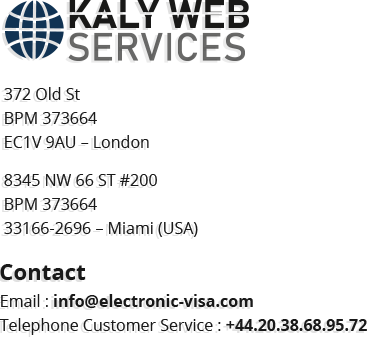 KALY WEB
SERVICES
372 Old St
BPM 373664
EC1V 9AU – London
8345 NW 66 ST #200
BPM 373664
33166-2696 – Miami (USA)
Contact
Email : info@electronic-visa.com
Telephone Customer Service : +44.20.38.68.95.72